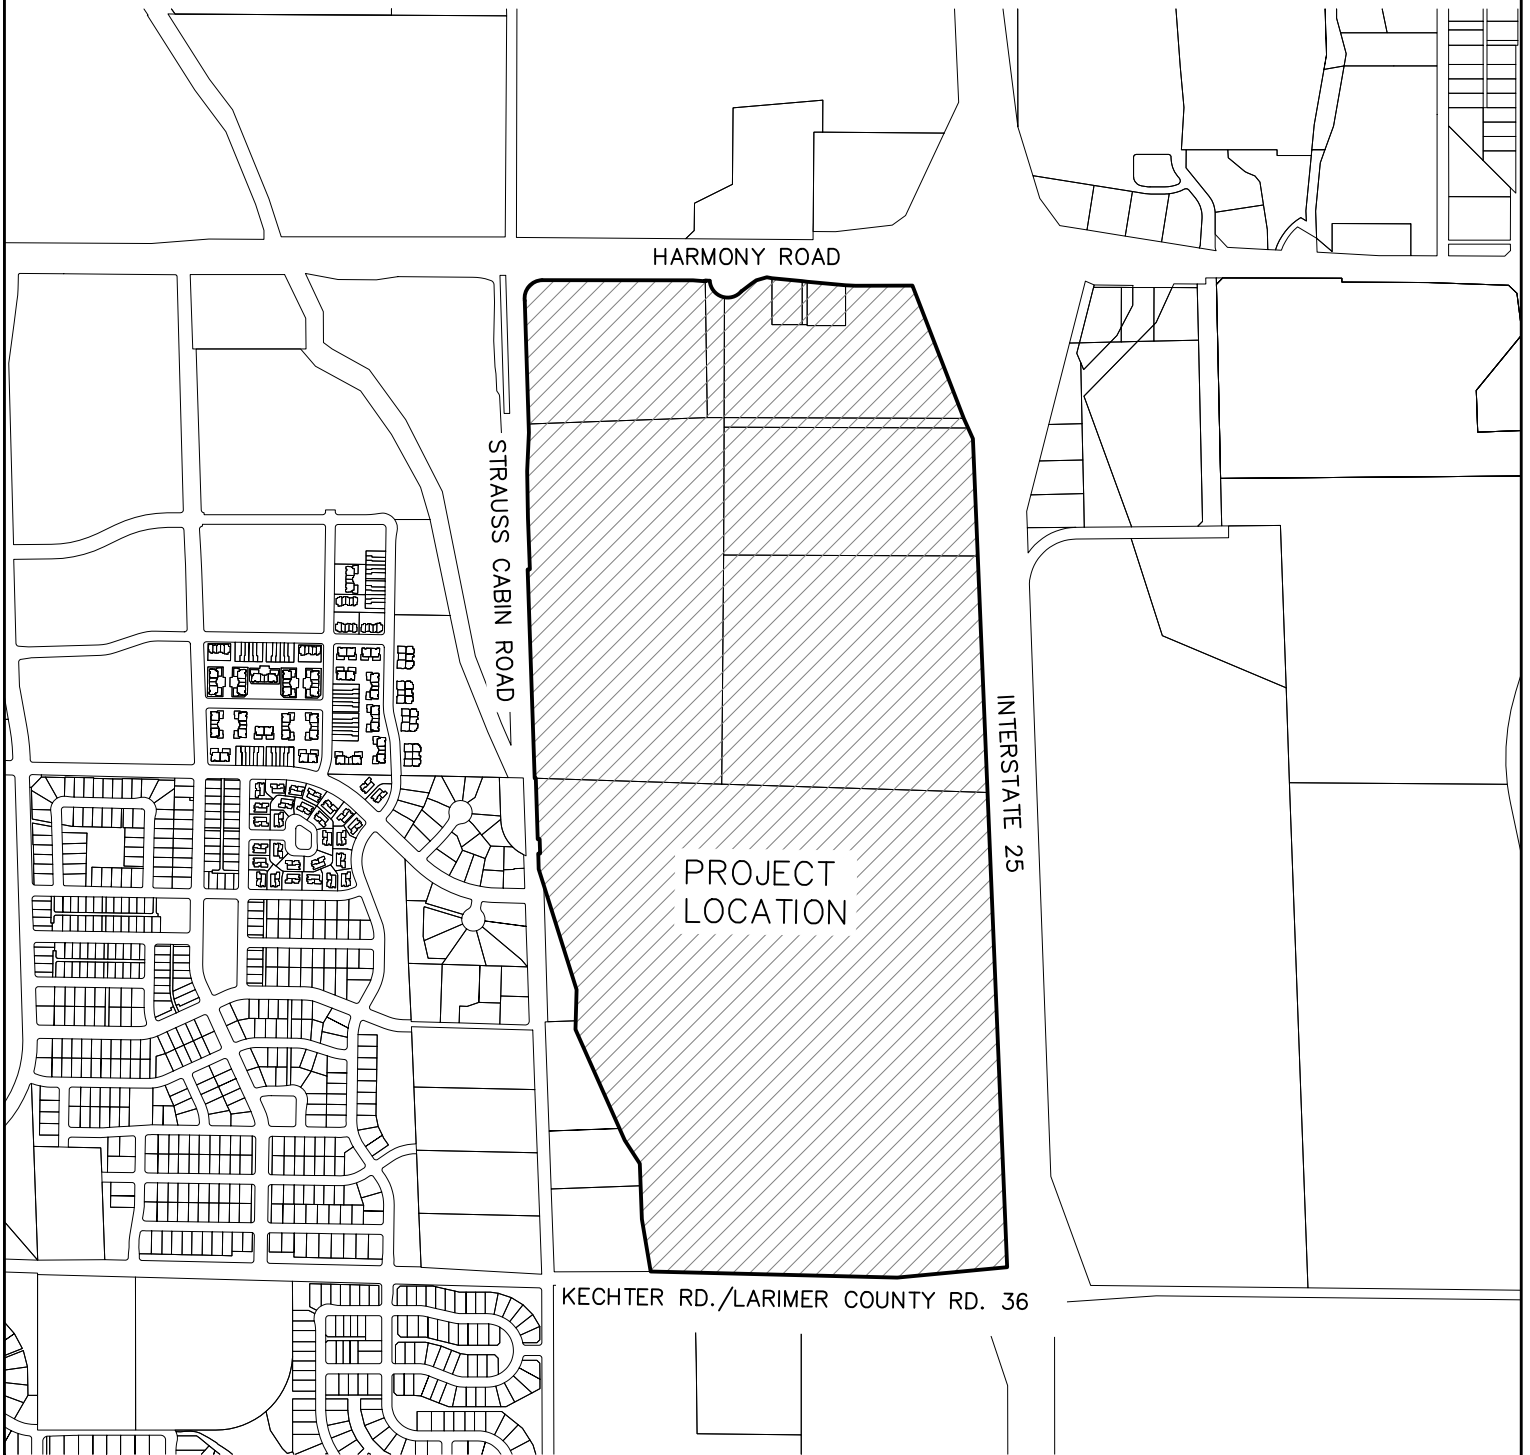 HARMONY ROAD
STRAUSS CABIN ROAD
INTERSTATE 25
PROJECT
LOCATION
KECHTER RD./LARIMER COUNTY RD. 36